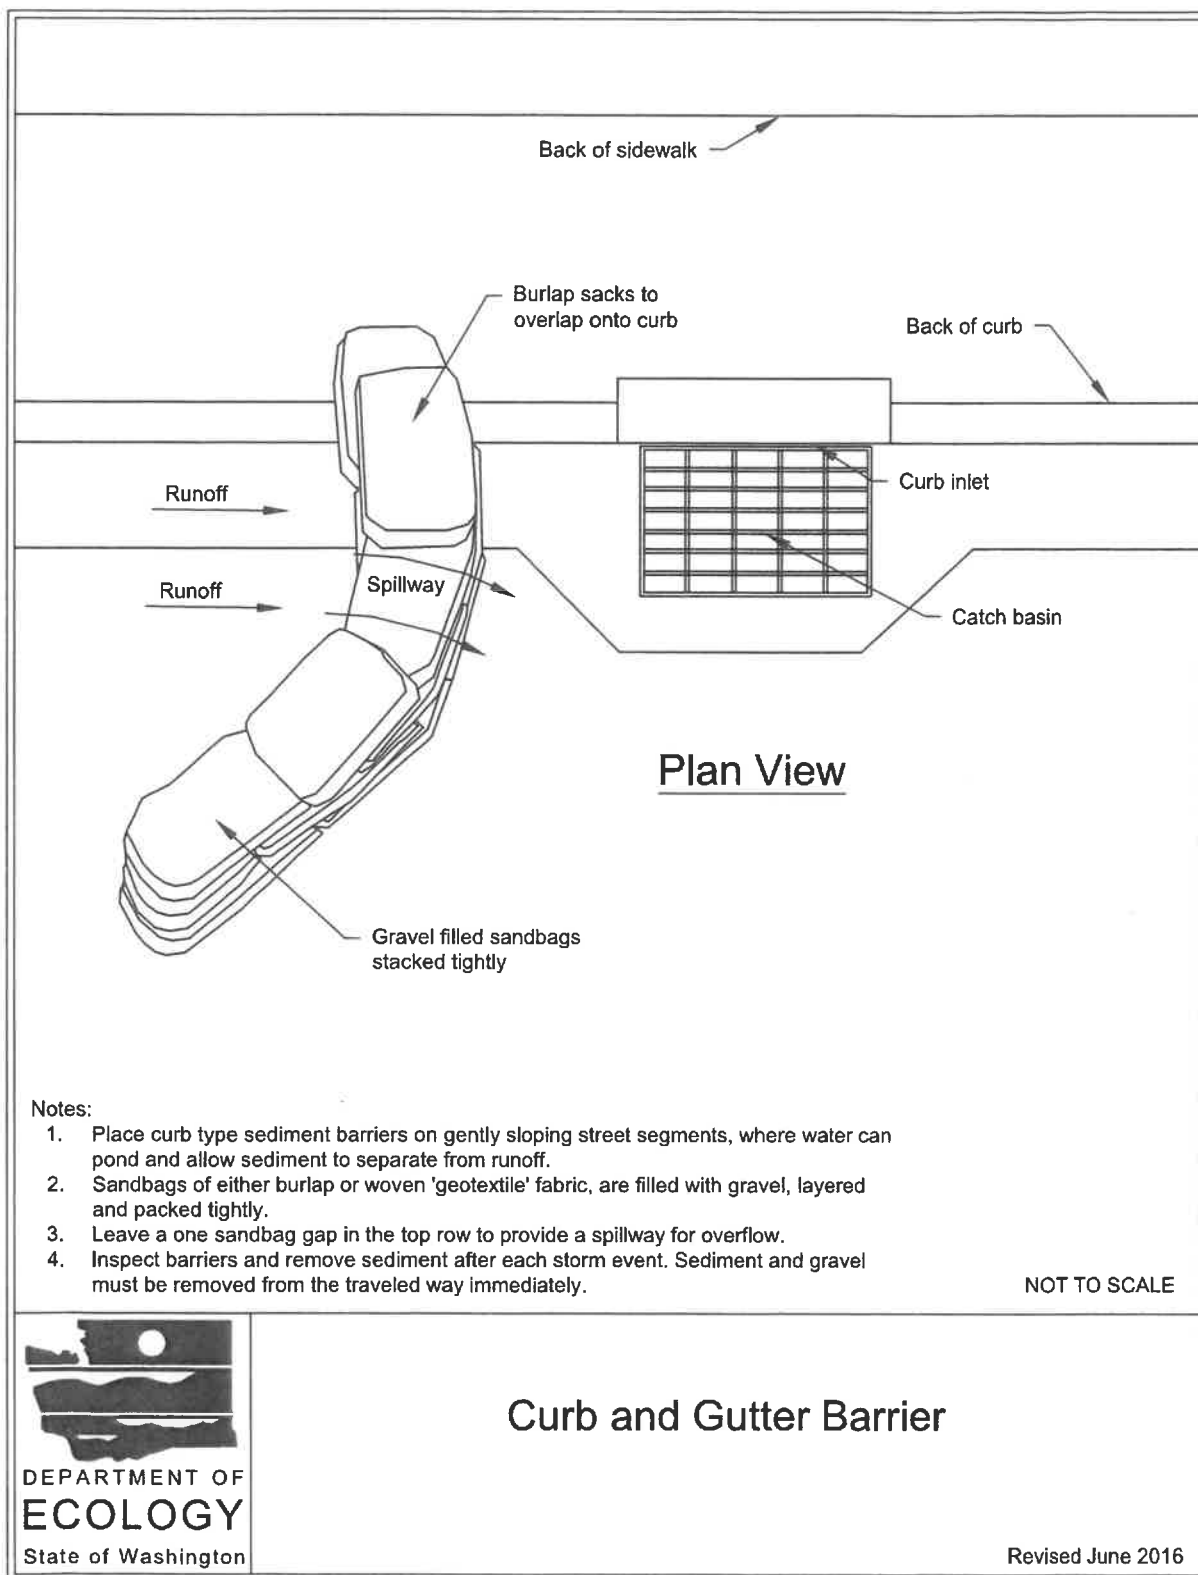 Back of sidewalk
Burlap sacks to
overlap onto curb
Back of curb
Runoff
Curb inlet
Runoff
Spillway
Catch basin
Plan View
Gravel filled sandbags
stacked tightly
Notes:
1. Place curb type sediment barriers on gently sloping street segments, where water can
pond and allow sediment to separate from runoff.
2. Sandbags of either burlap or woven 'geotextile' fabric, are filled with gravel, layered
and packed tightly.
3. Leave a one sandbag gap in the top row to provide a spillway for overflow.
4. Inspect barriers and remove sediment after each storm event. Sediment and gravel
must be removed from the traveled way immediately.
NOT TO SCALE
DEPARTMENT OF
ECOLOGY
State of Washington
Curb and Gutter Barrier
Revised June 2016